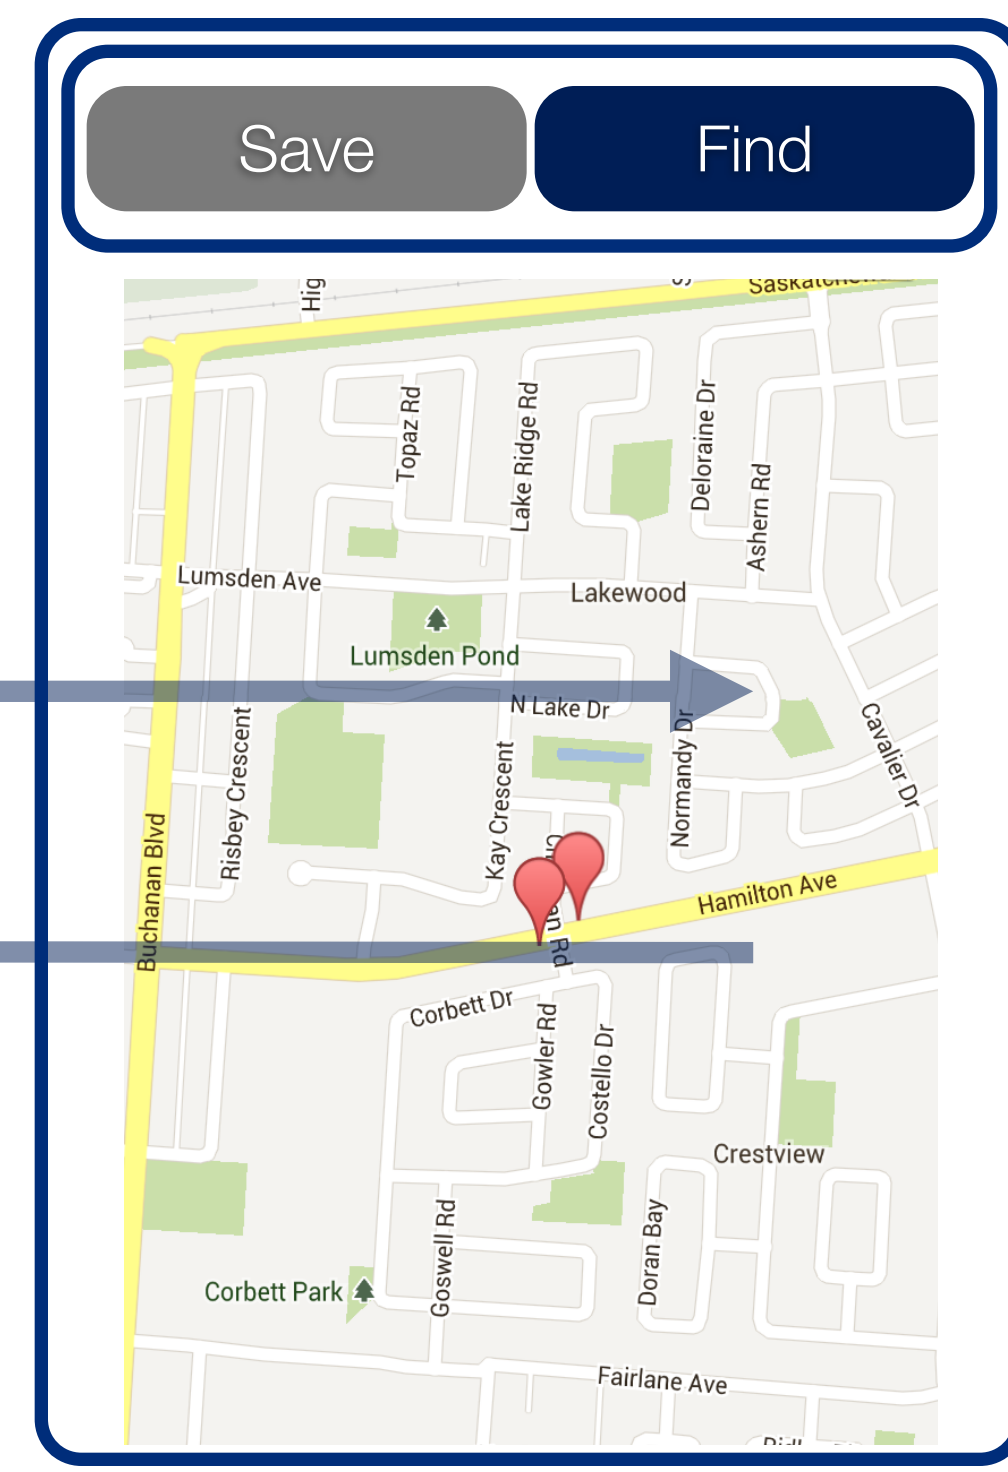 Save
Find
Hig
Topaz Rd
Lake Ridge Rd
Deloraine Dr
Ashern Rd
Lumsden Ave
Lakewood
Lumsden Pond
N Lake Dr
Normandy Dr
Cavalier Dr
Risbey Crescent
Kay Crescent
Buchanan Blvd
Hamilton Ave
Rd
Corbett Dr
Gowler Rd
Costello Dr
Crestview
Goswell Rd
Doran Bay
Corbett Park
Fairlane Ave